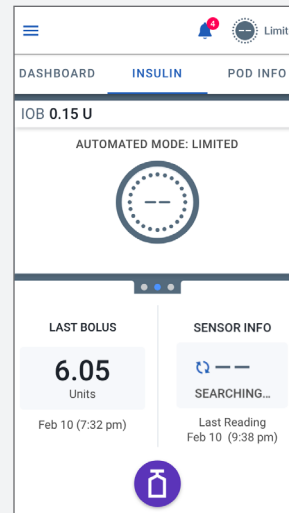 4
-- Limit
DASHBOARD INSULIN POD INFO
IOB 0.15 U
AUTOMATED MODE: LIMITED
--
LAST BOLUS
6.05
Units
Feb 10 (7:32 pm)
SENSOR INFO
--
SEARCHING...
Last Reading
Feb 10 (9:38 pm)